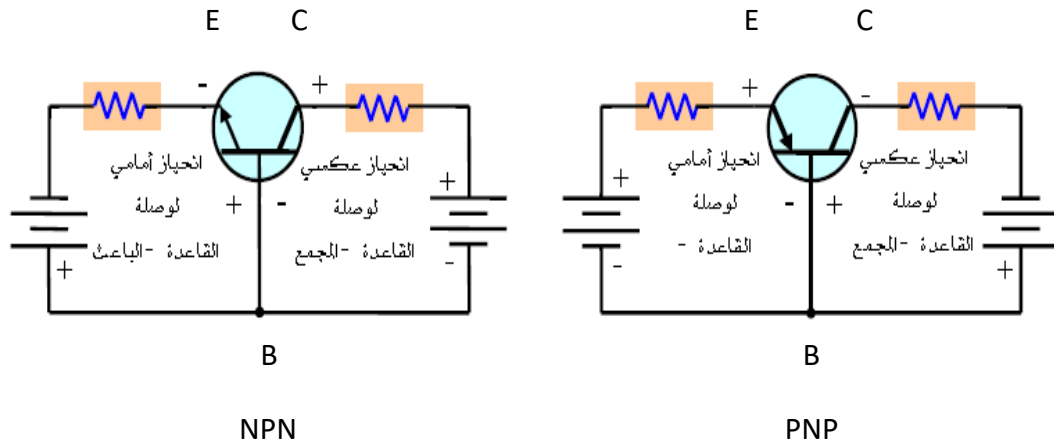 E C
E C
- +
+ -
انحياز أمامي
لوصلة
القاعدة -الباعث
انحياز عكسي
لوصلة
القاعدة -المجمع
+ -
+
+
-
انحياز أمامي
لوصلة
القاعدة -
انحياز عكسي
لوصلة
القاعدة -المجمع
- +
+
-
+
B
B
NPN
PNP